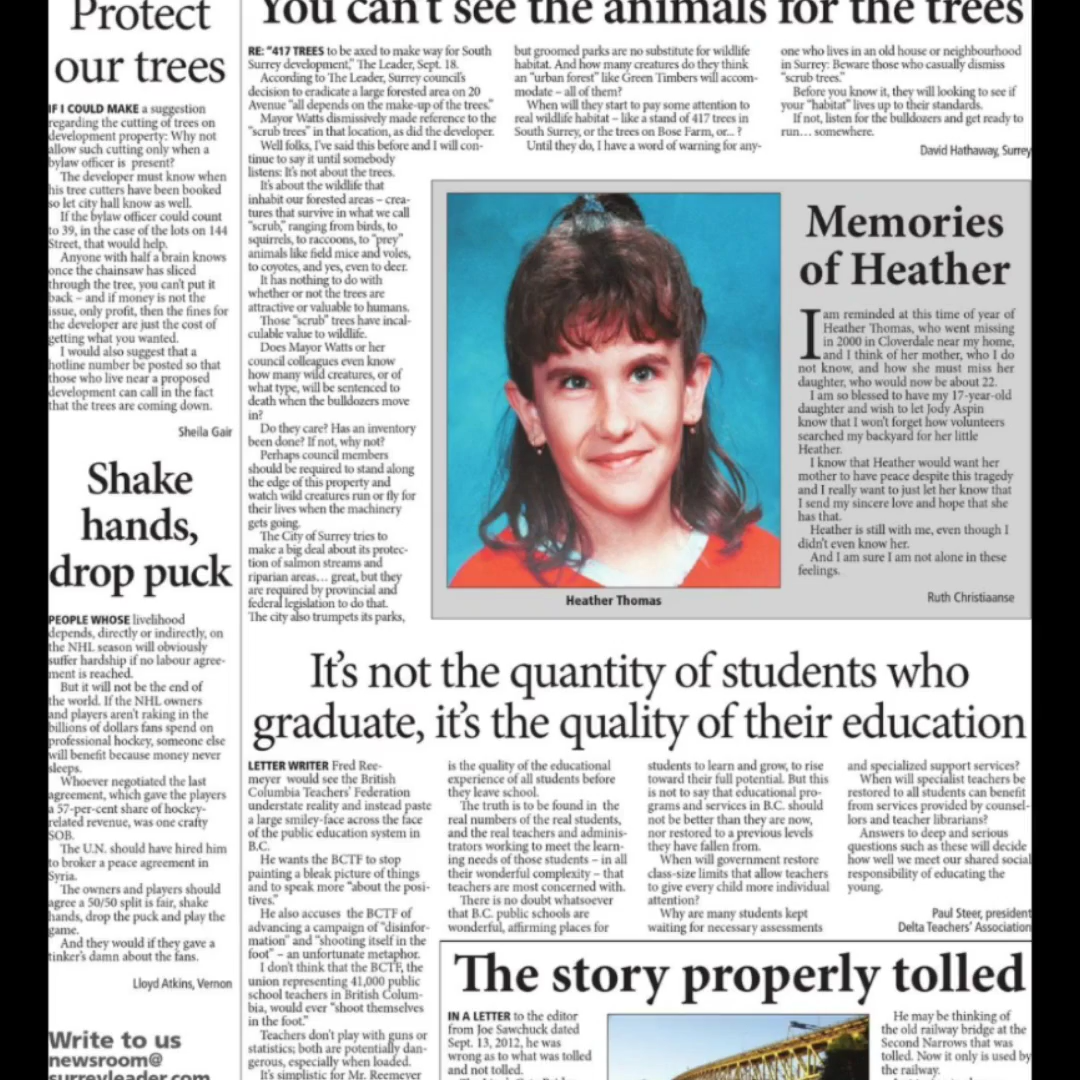 Protect
our trees
IF I COULD MAKE a suggestion
regarding the cutting of trees on
development property: Why not
allow such cutting only when a
bylaw officer is present?
The developer must know when
his tree cutters have been booked
so let city hall know as well.
If the bylaw officer could count
to 39, in the case of the lots on 144
Street, that would help.
Anyone with half a brain knows
once the chainsaw has sliced
through the tree, you can't put it
back – and if money is not the
issue, only profit, then the fines for
the developer are just the cost of
getting what you wanted.
I would also suggest that a
hotline number be posted so that
those who live near a proposed
development can call in the fact
that the trees are coming down.
Sheila Gair
Shake
hands,
drop puck
PEOPLE WHOSE livelihood
depends, directly or indirectly, on
the NHL season will obviously
suffer hardship if no labour agree-
ment is reached.
But it will not be the end of
the world. If the NHL owners
and players aren't raking in the
billions of dollars fans spend on
professional hockey, someone else
will benefit because money never
sleeps.
Whoever negotiated the last
agreement, which gave the players
a 57-per-cent share of hockey-
related revenue, was one crafty
SOB.
The U.N. should have hired him
to broker a peace agreement in
Syria.
The owners and players should
agree a 50/50 split is fair, shake
hands, drop the puck and play the
game.
And they would if they gave a
tinker's damn about the fans.
Lloyd Atkins, Vernon
Write to us
newsroom@
surreyleader.com
You can't see the animals for the trees
RE: "417 TREES to be axed to make way for South
Surrey development," The Leader, Sept. 18.
According to The Leader, Surrey council's
decision to eradicate a large forested area on 20
Avenue "all depends on the make-up of the trees."
Mayor Watts dismissively made reference to the
"scrub trees" in that location, as did the developer.
Well folks, I've said this before and I will con-
tinue to say it until somebody
listens: It's not about the trees.
It's about the wildlife that
inhabit our forested areas – crea-
tures that survive in what we call
"scrub," ranging from birds, to
squirrels, to raccoons, to "prey"
animals like field mice and voles,
to coyotes, and yes, even to deer.
It has nothing to do with
whether or not the trees are
attractive or valuable to humans.
Those "scrub" trees have incal-
culable value to wildlife.
Does Mayor Watts or her
council colleagues even know
how many wild creatures, or of
what type, will be sentenced to
death when the bulldozers move
in?
Do they care? Has an inventory
been done? If not, why not?
Perhaps council members
should be required to stand along
the edge of this property and
watch wild creatures run or fly for
their lives when the machinery
gets going.
The City of Surrey tries to
make a big deal about its protec-
tion of salmon streams and
riparian areas… great, but they
are required by provincial and
federal legislation to do that.
The city also trumpets its parks,
but groomed parks are no substitute for wildlife
habitat. And how many creatures do they think
an "urban forest" like Green Timbers will accom-
modate – all of them?
When will they start to pay some attention to
real wildlife habitat – like a stand of 417 trees in
South Surrey, or the trees on Bose Farm, or... ?
Until they do, I have a word of warning for any-
one who lives in an old house or neighbourhood
in Surrey: Beware those who casually dismiss
"scrub trees."
Before you know it, they will looking to see if
your "habitat" lives up to their standards.
If not, listen for the bulldozers and get ready to
run… somewhere.
David Hathaway, Surrey
Heather Thomas
Memories
of Heather
I am reminded at this time of year of
Heather Thomas, who went missing
in 2000 in Cloverdale near my home,
and I think of her mother, who I do
not know, and how she must miss her
daughter, who would now be about 22.
I am so blessed to have my 17-year-old
daughter and wish to let Jody Aspin
know that I won't forget how volunteers
searched my backyard for her little
Heather.
I know that Heather would want her
mother to have peace despite this tragedy
and I really want to just let her know that
I send my sincere love and hope that she
has that.
Heather is still with me, even though I
didn't even know her.
And I am sure I am not alone in these
feelings.
Ruth Christiaanse
It's not the quantity of students who
graduate, it's the quality of their education
LETTER WRITER Fred Ree-
meyer would see the British
Columbia Teachers' Federation
understate reality and instead paste
a large smiley-face across the face
of the public education system in
B.C.
He wants the BCTF to stop
painting a bleak picture of things
and to speak more "about the posi-
tives."
He also accuses the BCTF of
advancing a campaign of "disinfor-
mation" and "shooting itself in the
foot" – an unfortunate metaphor.
I don't think that the BCTF, the
union representing 41,000 public
school teachers in British Colum-
bia, would ever "shoot themselves
in the foot."
Teachers don't play with guns or
statistics; both are potentially dan-
gerous, especially when loaded.
It's simplistic for Mr. Reemeyer
is the quality of the educational
experience of all students before
they leave school.
The truth is to be found in the
real numbers of the real students,
and the real teachers and adminis-
trators working to meet the learn-
ing needs of those students – in all
their wonderful complexity – that
teachers are most concerned with.
There is no doubt whatsoever
that B.C. public schools are
wonderful, affirming places for
students to learn and grow, to rise
toward their full potential. But this
is not to say that educational pro-
grams and services in B.C. should
not be better than they are now,
nor restored to a previous levels
they have fallen from.
When will government restore
class-size limits that allow teachers
to give every child more individual
attention?
Why are many students kept
waiting for necessary assessments
and specialized support services?
When will specialist teachers be
restored to all students can benefit
from services provided by counsel-
lors and teacher librarians?
Answers to deep and serious
questions such as these will decide
how well we meet our shared social
responsibility of educating the
young.
Paul Steer, president
Delta Teachers' Association
The story properly tolled
IN A LETTER to the editor
from Joe Sawchuck dated
Sept. 13, 2012, he was
wrong as to what was tolled
and not tolled.
He may be thinking of
the old railway bridge at the
Second Narrows that was
tolled. Now it only is used by
the railway.